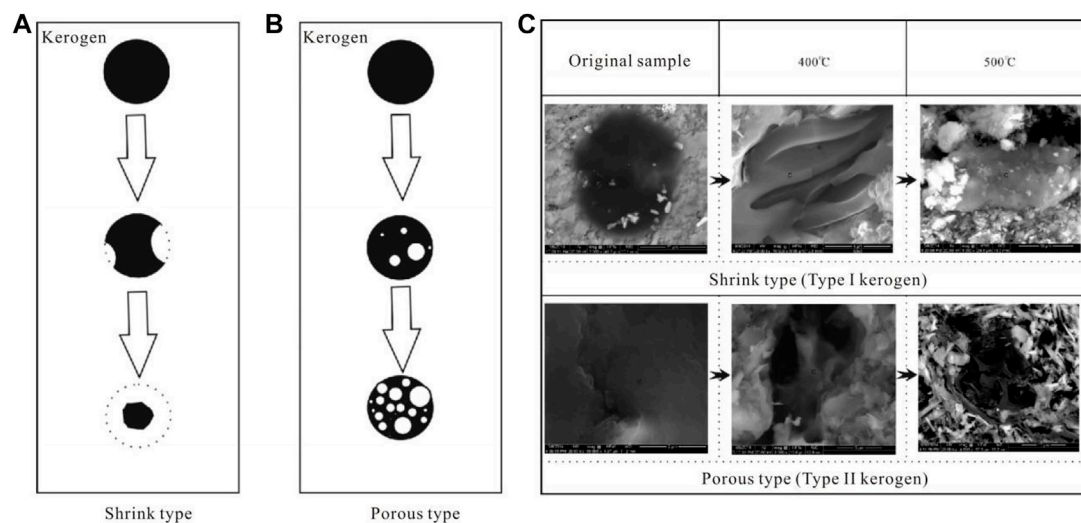 A
Kerogen
Shrink type
B
Kerogen
Porous type
C
Original sample
400℃
500℃
Shrink type (Type I kerogen)
Porous type (Type II kerogen)